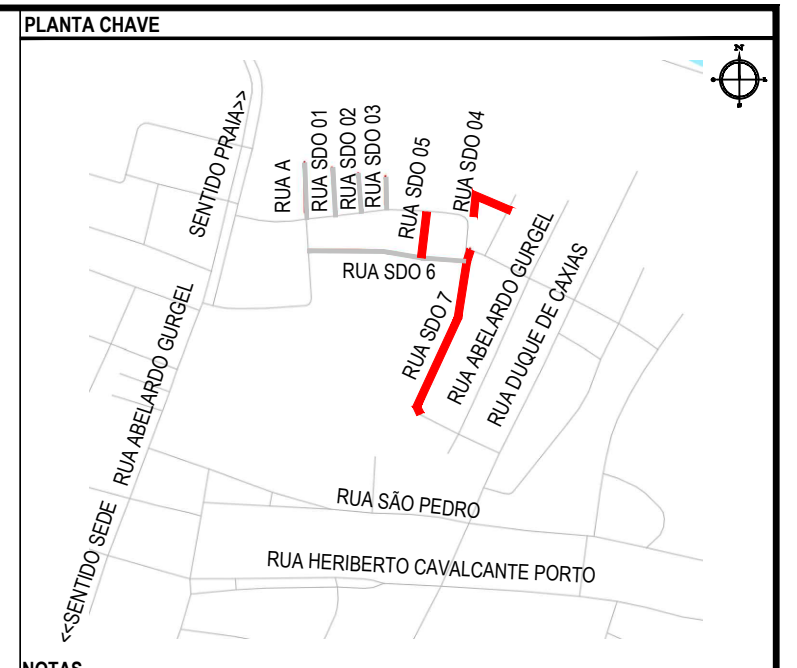 PLANTA CHAVE
N
SENTIDO PRAIA>>
RUA A
RUA SDO 01
RUA SDO 02
RUA SDO 03
RUA SDO 05
RUA SDO 04
RUA SDO 6
RUA SDO 7
RUA ABELARDO GURGEL
RUA DUQUE DE CAXIAS
RUA ABELARDO GURGEL
<<SENTIDO SEDE
RUA SÃO PEDRO
RUA HERIBERTO CAVALCANTE PORTO
NOTAS